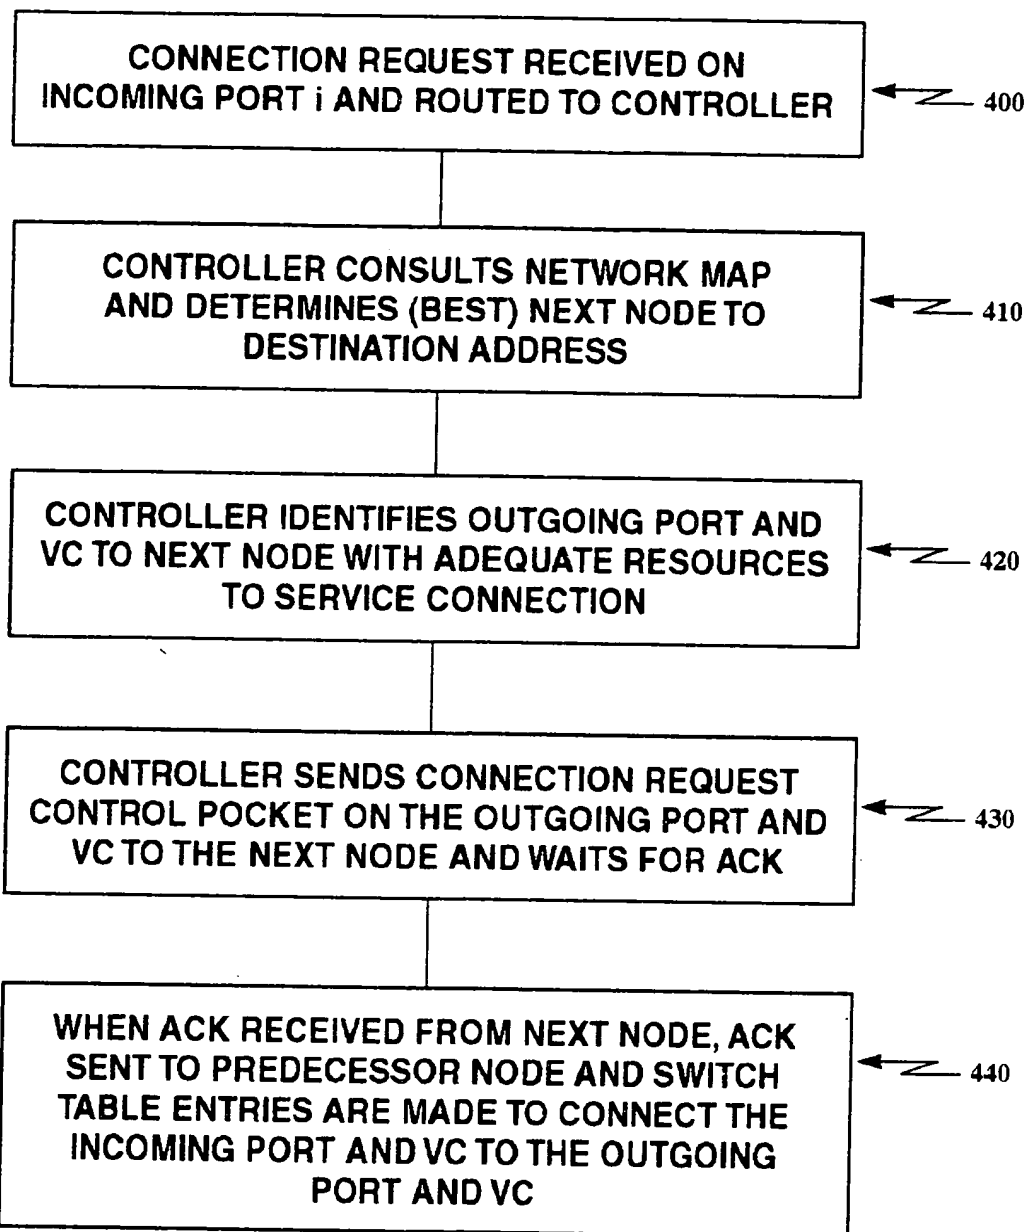 CONNECTION REQUEST RECEIVED ON
INCOMING PORT i AND ROUTED TO CONTROLLER
400
CONTROLLER CONSULTS NETWORK MAP
AND DETERMINES (BEST) NEXT NODE TO
DESTINATION ADDRESS
410
CONTROLLER IDENTIFIES OUTGOING PORT AND
VC TO NEXT NODE WITH ADEQUATE RESOURCES
TO SERVICE CONNECTION
420
CONTROLLER SENDS CONNECTION REQUEST
CONTROL POCKET ON THE OUTGOING PORT AND
VC TO THE NEXT NODE AND WAITS FOR ACK
430
WHEN ACK RECEIVED FROM NEXT NODE, ACK
SENT TO PREDECESSOR NODE AND SWITCH
TABLE ENTRIES ARE MADE TO CONNECT THE
INCOMING PORT AND VC TO THE OUTGOING
PORT AND VC
440